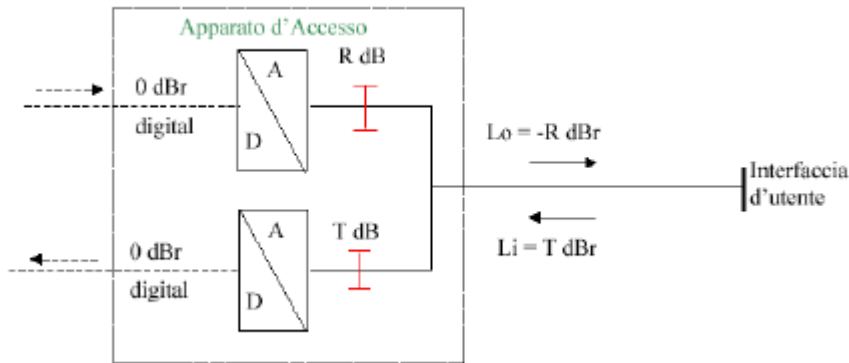 Apparato d'Accesso
R dB
A
D
0 dBr
digital
Lo = -R dBr
Interfaccia
d'utente
Li = T dBr
T dB
A
D
0 dBr
digital